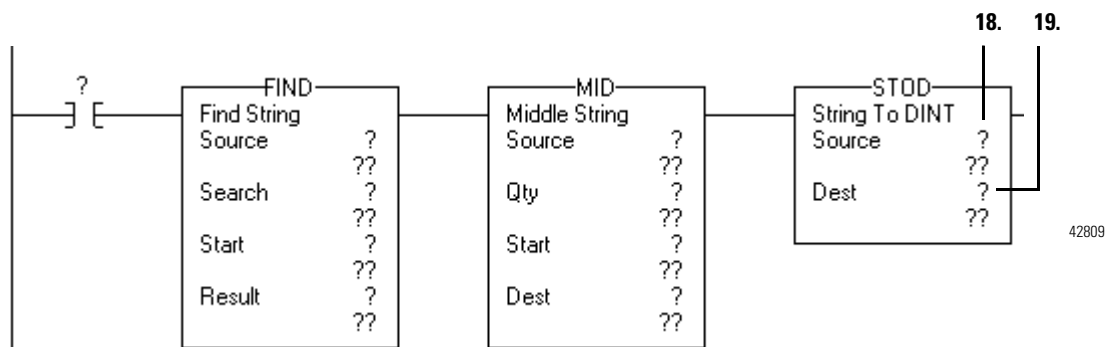 18. 19.
?
FIND
Find String
Source ?
??
Search ?
??
Start ?
??
Result ?
??
MID
Middle String
Source ?
??
Qty ?
??
Start ?
??
Dest ?
??
STOD
String To DINT
Source ?
??
Dest ?
??
42809